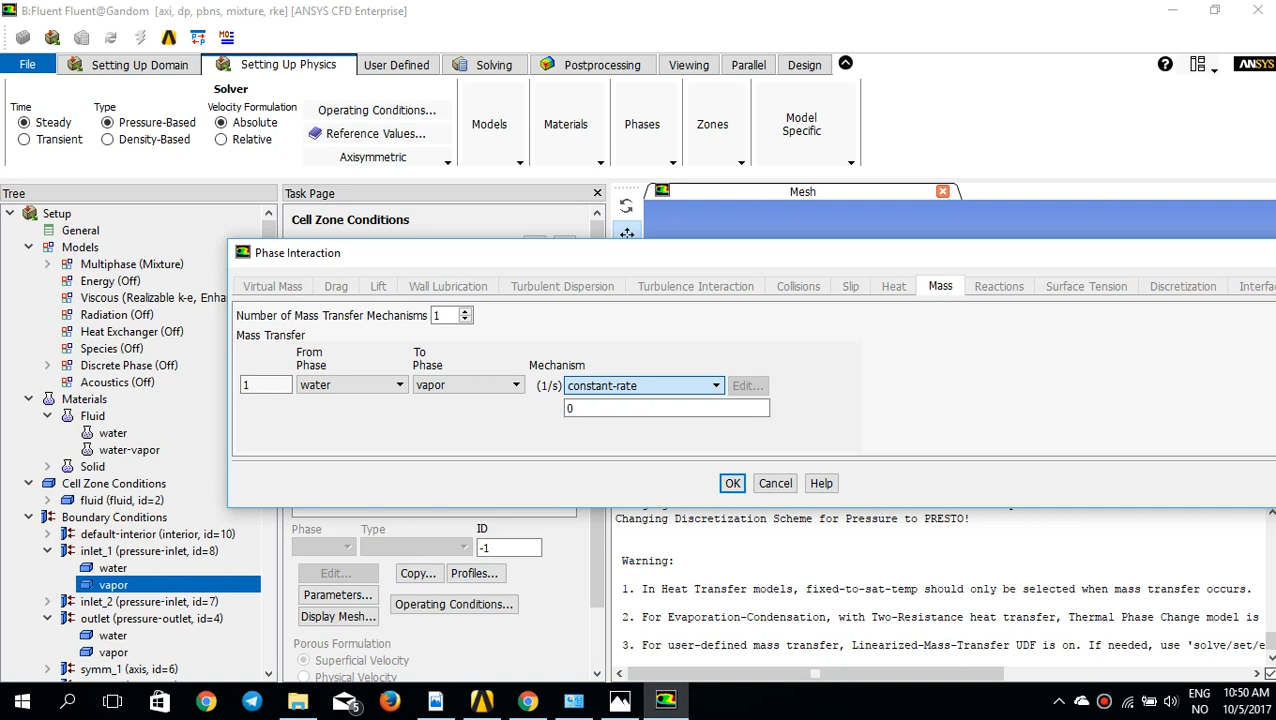 B:Fluent Fluent@Gandom [axi, dp, pbns, mixture, rke] [ANSYS CFD Enterprise]
File
Setting Up Domain
Setting Up Physics
User Defined
Solving
Postprocessing
Viewing
Parallel
Design
ANSYS
Solver
Time
Type
Velocity Formulation
Steady
Pressure-Based
Absolute
Transient
Density-Based
Relative
Operating Conditions...
Reference Values...
Axisymmetric
Models
Materials
Phases
Zones
Model
Specific
Tree
Task Page
Mesh
Setup
General
Models
Multiphase (Mixture)
Energy (Off)
Viscous (Realizable k-e, Enha
Radiation (Off)
Heat Exchanger (Off)
Species (Off)
Discrete Phase (Off)
Acoustics (Off)
Materials
Fluid
water
water-vapor
Solid
Cell Zone Conditions
fluid (fluid, id=2)
Boundary Conditions
default-interior (interior, id=10)
inlet_1 (pressure-inlet, id=8)
water
vapor
inlet_2 (pressure-inlet, id=7)
outlet (pressure-outlet, id=4)
water
vapor
symm_1 (axis, id=6)
Cell Zone Conditions
Phase Interaction
Virtual Mass
Drag
Lift
Wall Lubrication
Turbulent Dispersion
Turbulence Interaction
Collisions
Slip
Heat
Mass
Reactions
Surface Tension
Discretization
Interfac
Number of Mass Transfer Mechanisms 1
Mass Transfer
From
Phase
To
Phase
Mechanism
1
water
vapor
(1/s) constant-rate
Edit...
0
OK
Cancel
Help
Phase
Type
ID
-1
Edit...
Copy...
Profiles...
Parameters...
Operating Conditions...
Display Mesh...
Porous Formulation
Superficial Velocity
Physical Velocity
Changing Discretization Scheme for Pressure to PRESTO!
Warning:
1. In Heat Transfer models, fixed-to-sat-temp should only be selected when mass transfer occurs.
2. For Evaporation-Condensation, with Two-Resistance heat transfer, Thermal Phase Change model is
3. For user-defined mass transfer, Linearized-Mass-Transfer UDF is on. If needed, use 'solve/set/e
5
ENG
NO
10:50 AM
10/5/2017